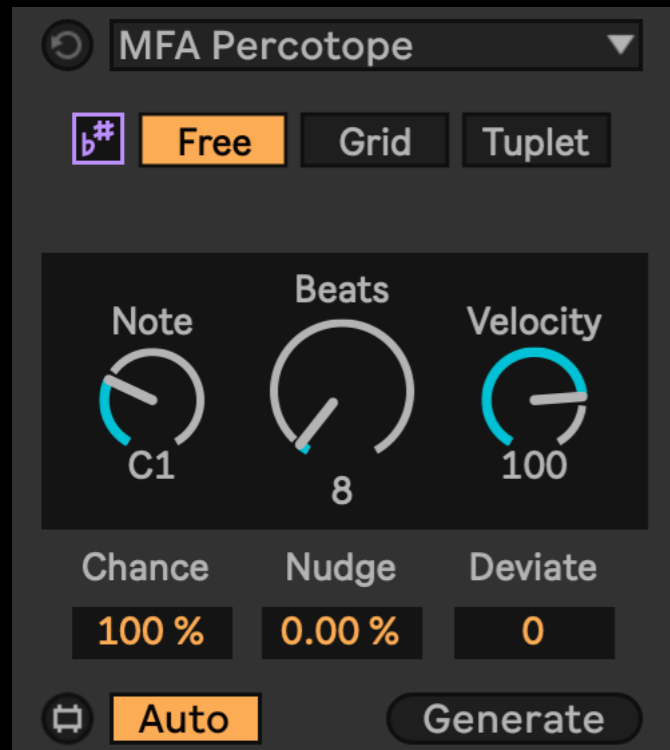 MFA Percotope
b# Free Grid Tuplet
Note Beats Velocity
C1 8 100
Chance Nudge Deviate
100 % 0.00 % 0
Auto Generate